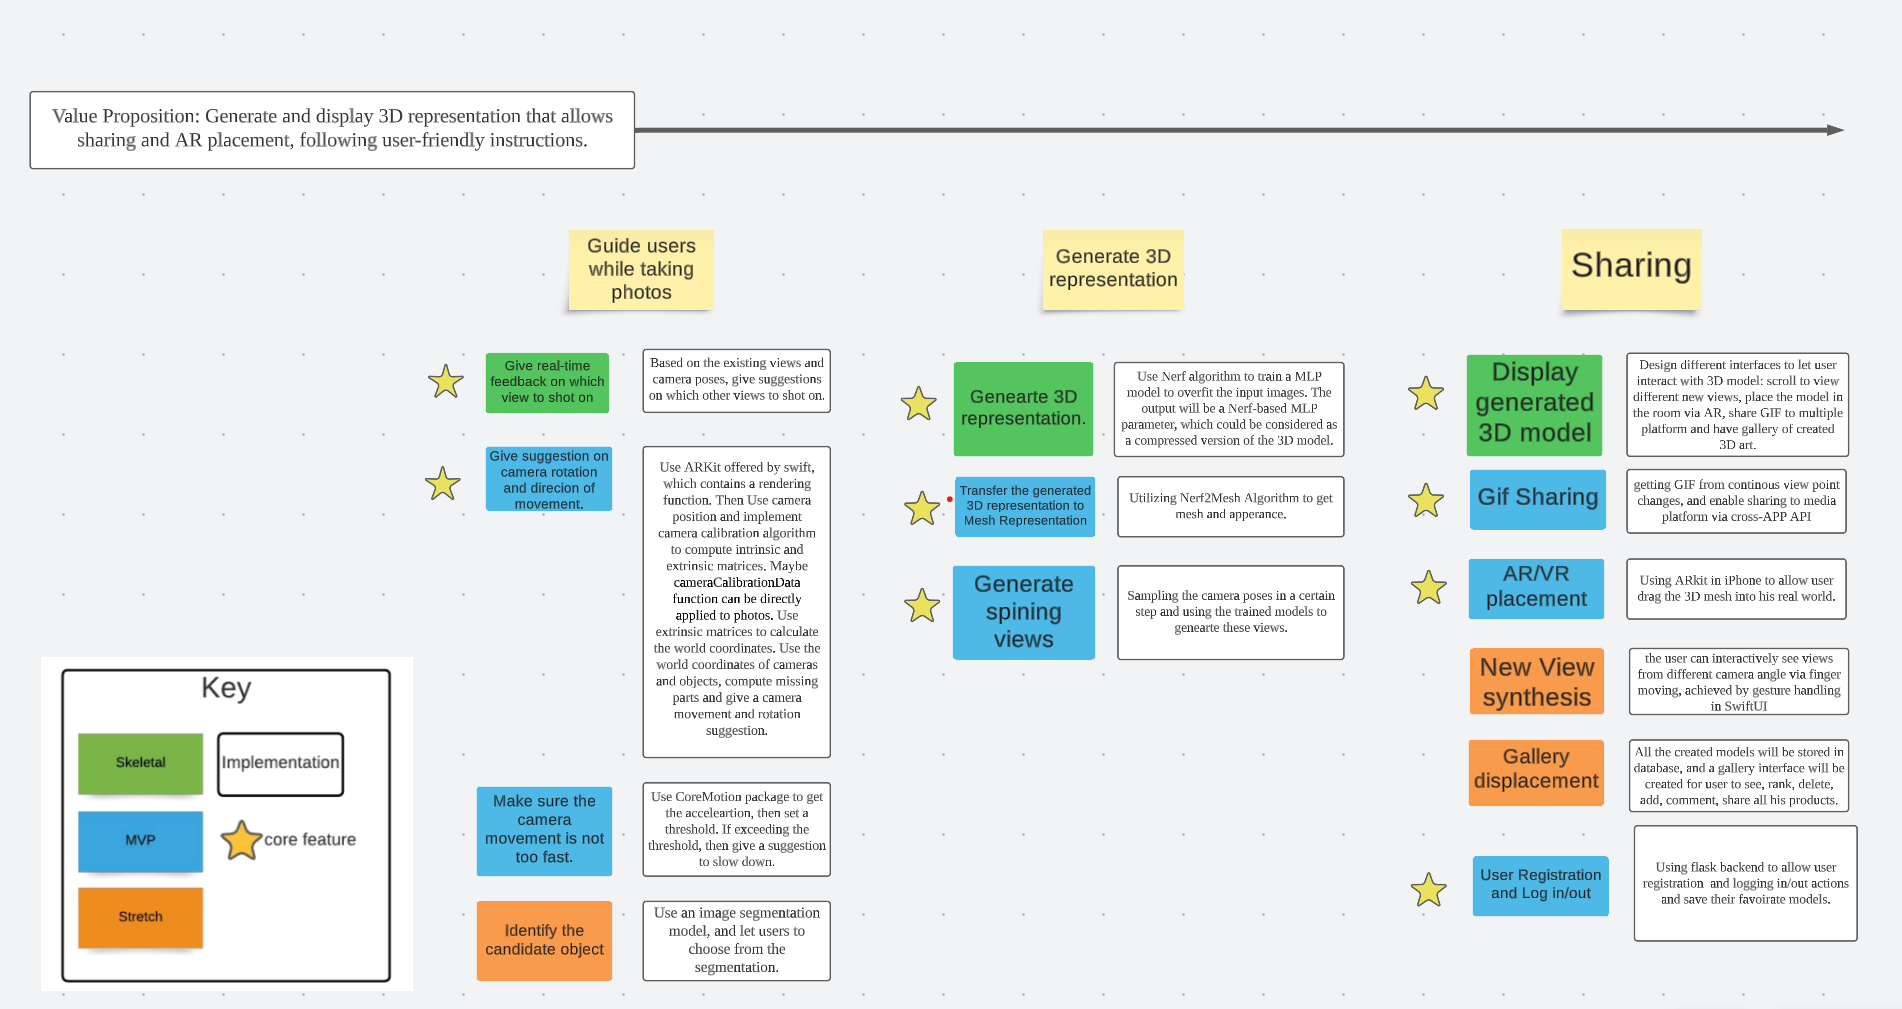 Value Proposition: Generate and display 3D representation that allows
sharing and AR placement, following user-friendly instructions.
Guide users
while taking
photos
Give real-time
feedback on which
view to shot on
Based on the existing views and
camera poses, give suggestions
on which other views to shot on.
Give suggestion on
camera rotation
and direcion of
movement.
Use ARKit offered by swift,
which contains a rendering
function. Then Use camera
position and implement
camera calibration algorithm
to compute intrinsic and
extrinsic matrices. Maybe
cameraCalibrationData
function can be directly
applied to photos. Use
extrinsic matrices to calculate
the world coordinates. Use the
world coordinates of cameras
and objects, compute missing
parts and give a camera
movement and rotation
suggestion.
Make sure the
camera
movement is not
too fast.
Use CoreMotion package to get
the acceleartion, then set a
threshold. If exceeding the
threshold, then give a suggestion
to slow down.
Identify the
candidate object
Use an image segmentation
model, and let users to
choose from the
segmentation.
Generate 3D
representation
Genearte 3D
representation.
Use Nerf algorithm to train a MLP
model to overfit the input images. The
output will be a Nerf-based MLP
parameter, which could be considered as
a compressed version of the 3D model.
Transfer the generated
3D representation to
Mesh Representation
Utilizing Nerf2Mesh Algorithm to get
mesh and apperance.
Generate
spining
views
Sampling the camera poses in a certain
step and using the trained models to
genearte these views.
Sharing
Display
generated
3D model
Design different interfaces to let user
interact with 3D model: scroll to view
different new views, place the model in
the room via AR, share GIF to multiple
platform and have gallery of created
3D art.
Gif Sharing
getting GIF from continous view point
changes, and enable sharing to media
platform via cross-APP API
AR/VR
placement
Using ARkit in iPhone to allow user
drag the 3D mesh into his real world.
New View
synthesis
the user can interactively see views
from different camera angle via finger
moving, achieved by gesture handling
in SwiftUI
Gallery
displacement
All the created models will be stored in
database, and a gallery interface will be
created for user to see, rank, delete,
add, comment, share all his products.
User Registration
and Log in/out
Using flask backend to allow user
registration and logging in/out actions
and save their favoirate models.
Key
Skeletal
Implementation
MVP
core feature
Stretch